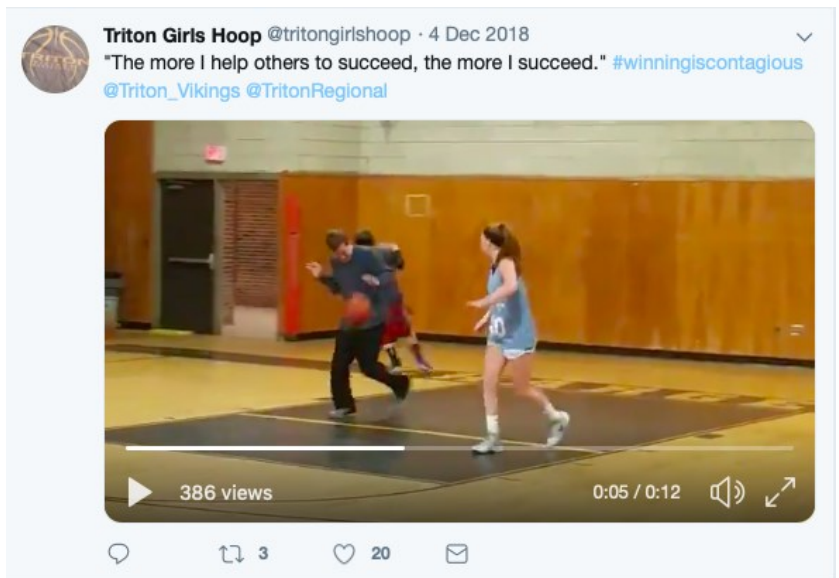 Triton Girls Hoop @tritongirlshoop · 4 Dec 2018
"The more I help others to succeed, the more I succeed." #winningiscontagious
@Triton_Vikings @TritonRegional
386 views
0:05 / 0:12
3
20